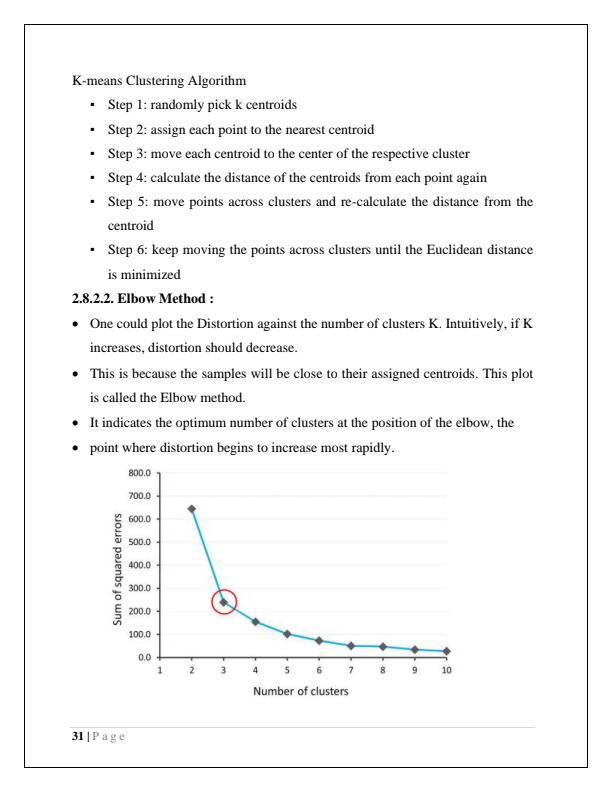 K-means Clustering Algorithm
▪ Step 1: randomly pick k centroids
▪ Step 2: assign each point to the nearest centroid
▪ Step 3: move each centroid to the center of the respective cluster
▪ Step 4: calculate the distance of the centroids from each point again
▪ Step 5: move points across clusters and re-calculate the distance from the
centroid
▪ Step 6: keep moving the points across clusters until the Euclidean distance
is minimized
2.8.2.2. Elbow Method :
• One could plot the Distortion against the number of clusters K. Intuitively, if K
increases, distortion should decrease.
• This is because the samples will be close to their assigned centroids. This plot
is called the Elbow method.
• It indicates the optimum number of clusters at the position of the elbow, the
• point where distortion begins to increase most rapidly.
800.0
700.0
600.0
500.0
400.0
300.0
200.0
100.0
0.0
Sum of squared errors
1 2 3 4 5 6 7 8 9 10
Number of clusters
31 | P a g e